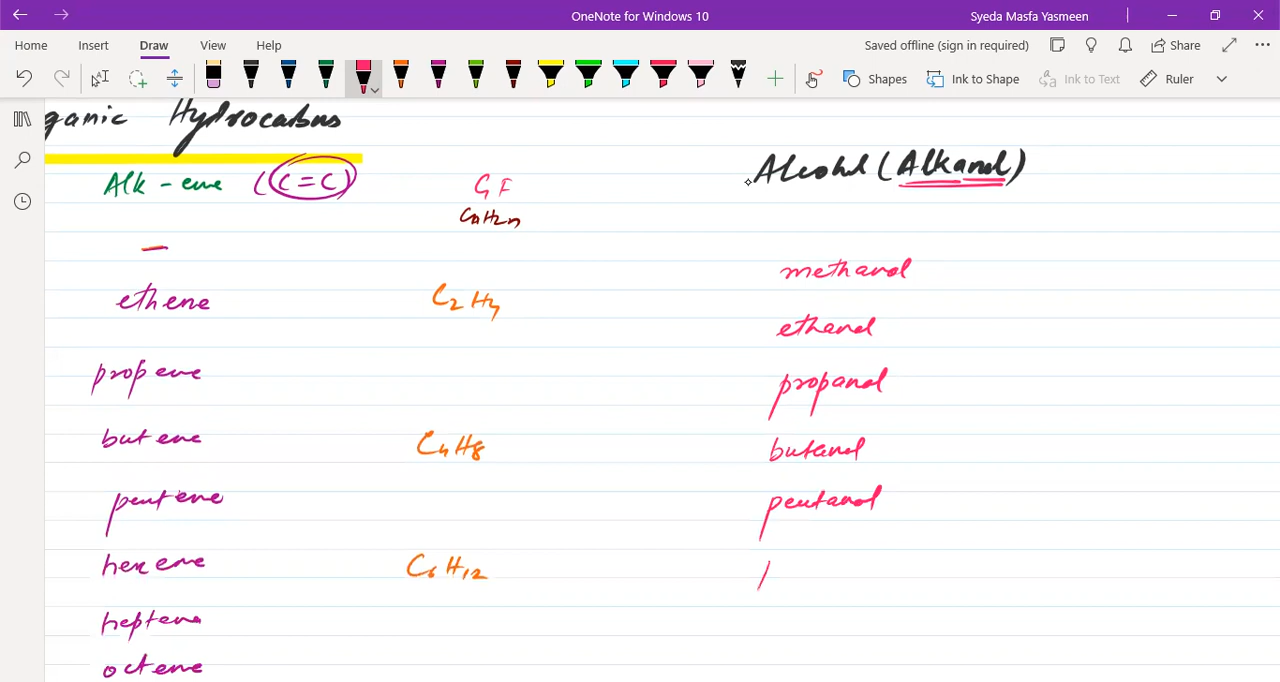 OneNote for Windows 10
Syeda Masfa Yasmeen
Home Insert Draw View Help
Saved offline (sign in required)
Share
Shapes
Ink to Shape
Ink to Text
Ruler
ganic Hydrocarbons
Alk-ene (C=C)
GF
CnH2n
Alcohol (Alkanol)
—
ethene C2H4
propene
butene C4H8
pentene
hexene C6H12
heptene
octene
methanol
ethanol
propanol
butanol
pentanol